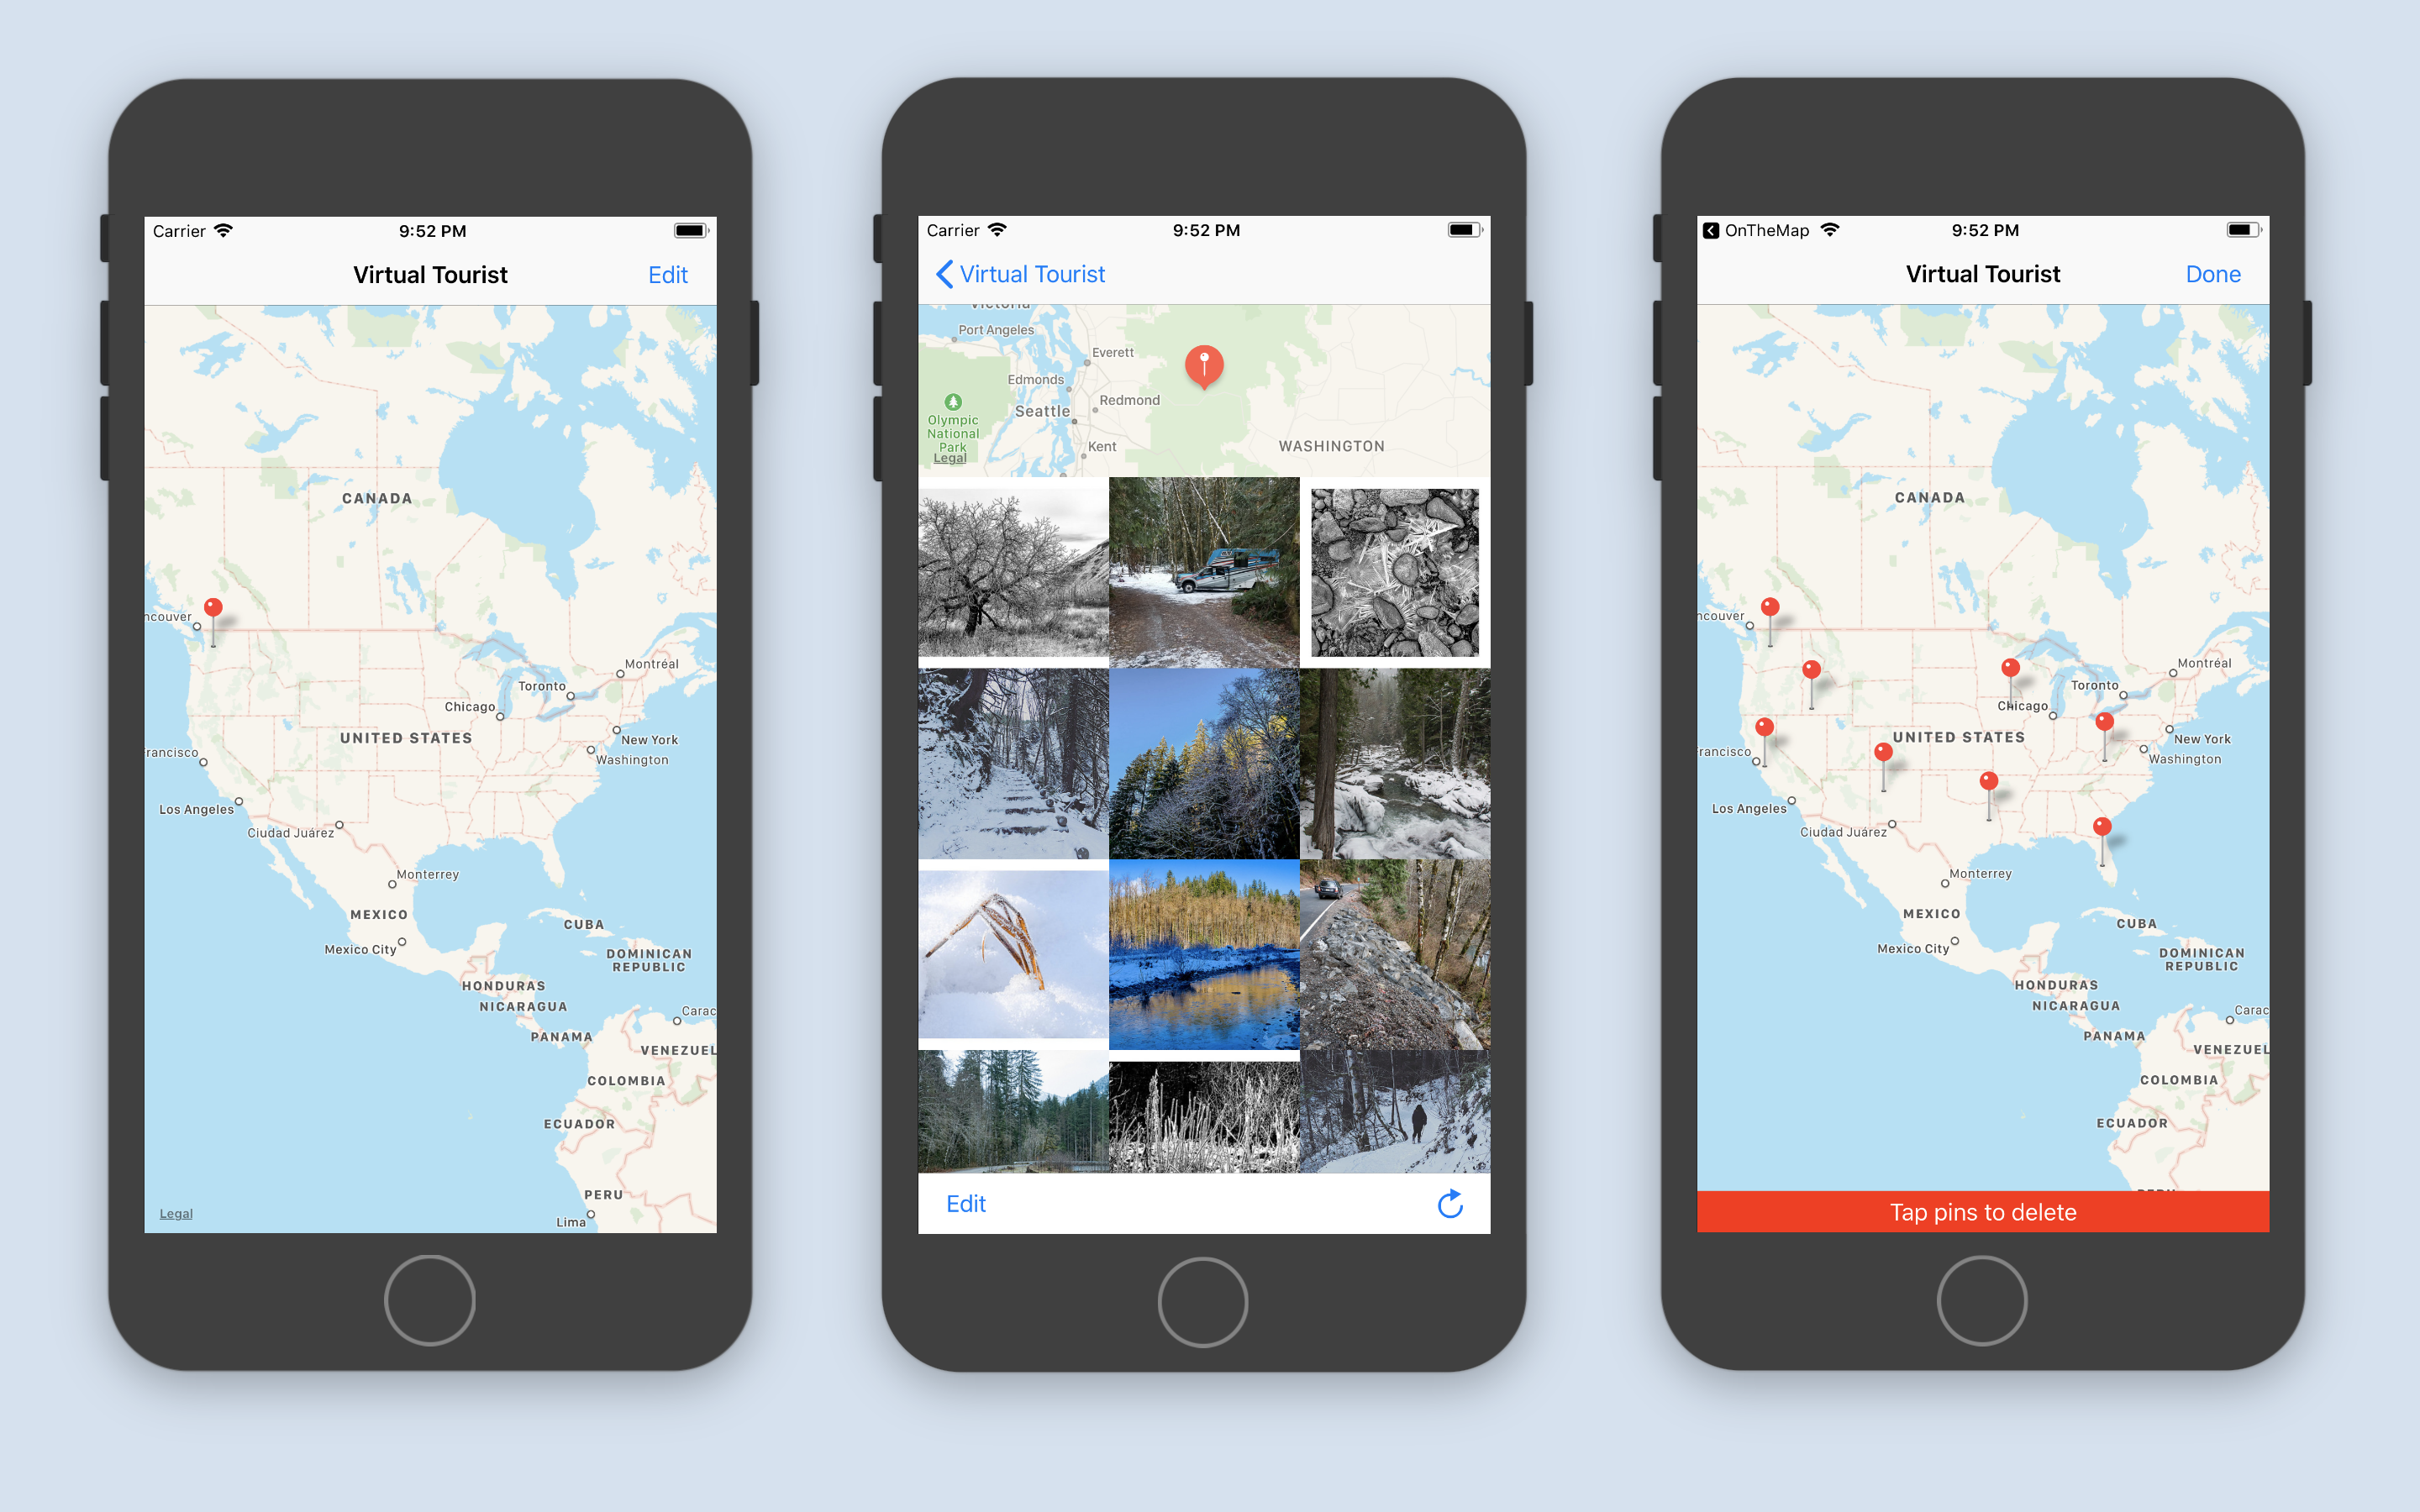 Carrier 9:52 PM
Virtual Tourist Edit
CANADA
ncouver
Montréal
Toronto
Chicago
UNITED STATES
New York
rancisco
Washington
Los Angeles
Ciudad Juárez
Monterrey
MEXICO
CUBA
Mexico City
DOMINICAN
REPUBLIC
HONDURAS
NICARAGUA
Carac
PANAMA
VENEZUEL
COLOMBIA
ECUADOR
PERU
Legal
Lima
Carrier 9:52 PM
Virtual Tourist
Victoria
Port Angeles
Everett
Edmonds
Redmond
Seattle
Olympic
National
Park
Kent
WASHINGTON
Legal
Edit
OnTheMap 9:52 PM
Virtual Tourist Done
CANADA
ncouver
Montréal
Toronto
Chicago
UNITED STATES
New York
rancisco
Washington
Los Angeles
Ciudad Juárez
Monterrey
MEXICO
CUBA
Mexico City
DOMINICAN
REPUBLIC
HONDURAS
NICARAGUA
Carac
PANAMA
VENEZUEL
COLOMBIA
ECUADOR
Tap pins to delete